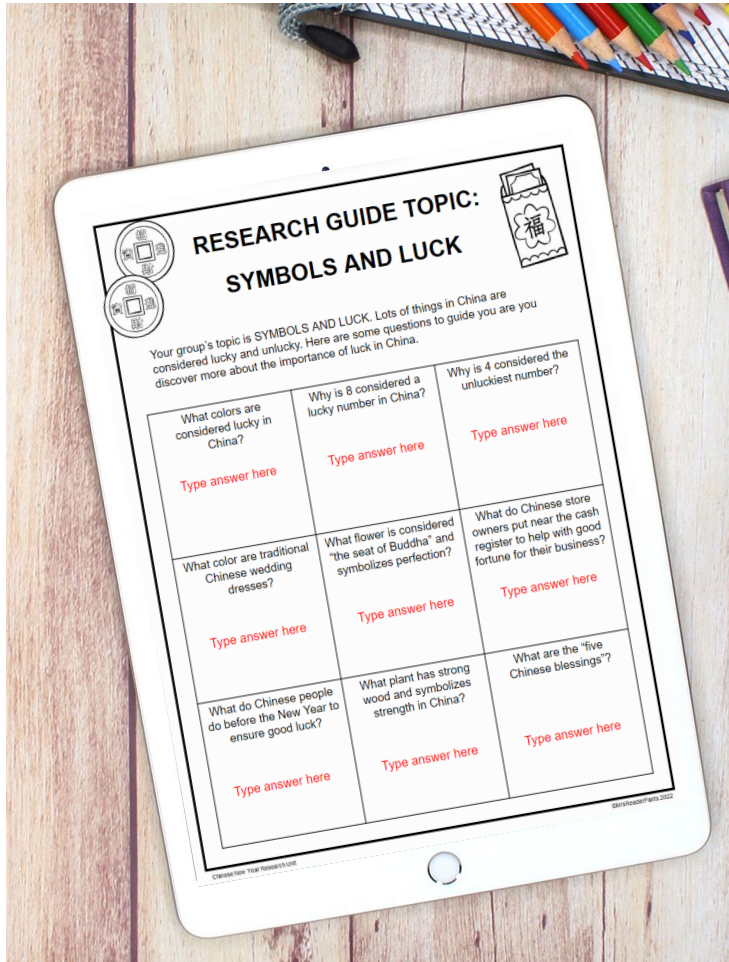 招
財
招
財
福
RESEARCH GUIDE TOPIC:
SYMBOLS AND LUCK
Your group's topic is SYMBOLS AND LUCK. Lots of things in China are
considered lucky and unlucky. Here are some questions to guide you are you
discover more about the importance of luck in China.
What colors are
considered lucky in
China?
Type answer here
Why is 8 considered a
lucky number in China?
Type answer here
Why is 4 considered the
unluckiest number?
Type answer here
What color are traditional
Chinese wedding
dresses?
Type answer here
What flower is considered
"the seat of Buddha" and
symbolizes perfection?
Type answer here
What do Chinese store
owners put near the cash
register to help with good
fortune for their business?
Type answer here
What do Chinese people
do before the New Year to
ensure good luck?
Type answer here
What plant has strong
wood and symbolizes
strength in China?
Type answer here
What are the "five
Chinese blessings"?
Type answer here
Chinese New Year Research Unit
©MrsReaderPants 2022